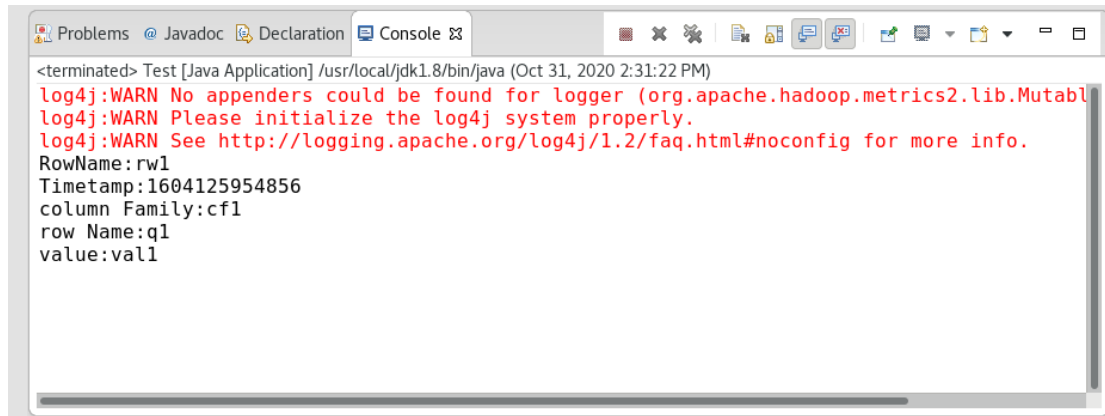 Problems @ Javadoc Declaration Console
<terminated> Test [Java Application] /usr/local/jdk1.8/bin/java (Oct 31, 2020 2:31:22 PM)
log4j:WARN No appenders could be found for logger (org.apache.hadoop.metrics2.lib.Mutabl
log4j:WARN Please initialize the log4j system properly.
log4j:WARN See http://logging.apache.org/log4j/1.2/faq.html#noconfig for more info.
RowName:rw1
Timetamp:1604125954856
column Family:cf1
row Name:q1
value:val1